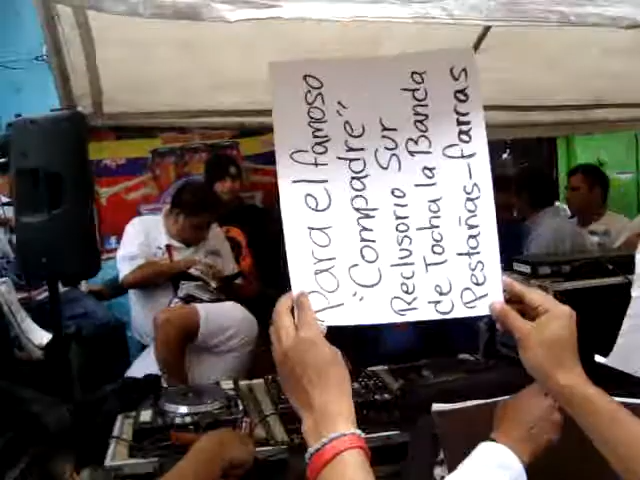 Para el famoso
"Compadre"
Reclusorio Sur
de Tocha la Banda
Pestañas-farras